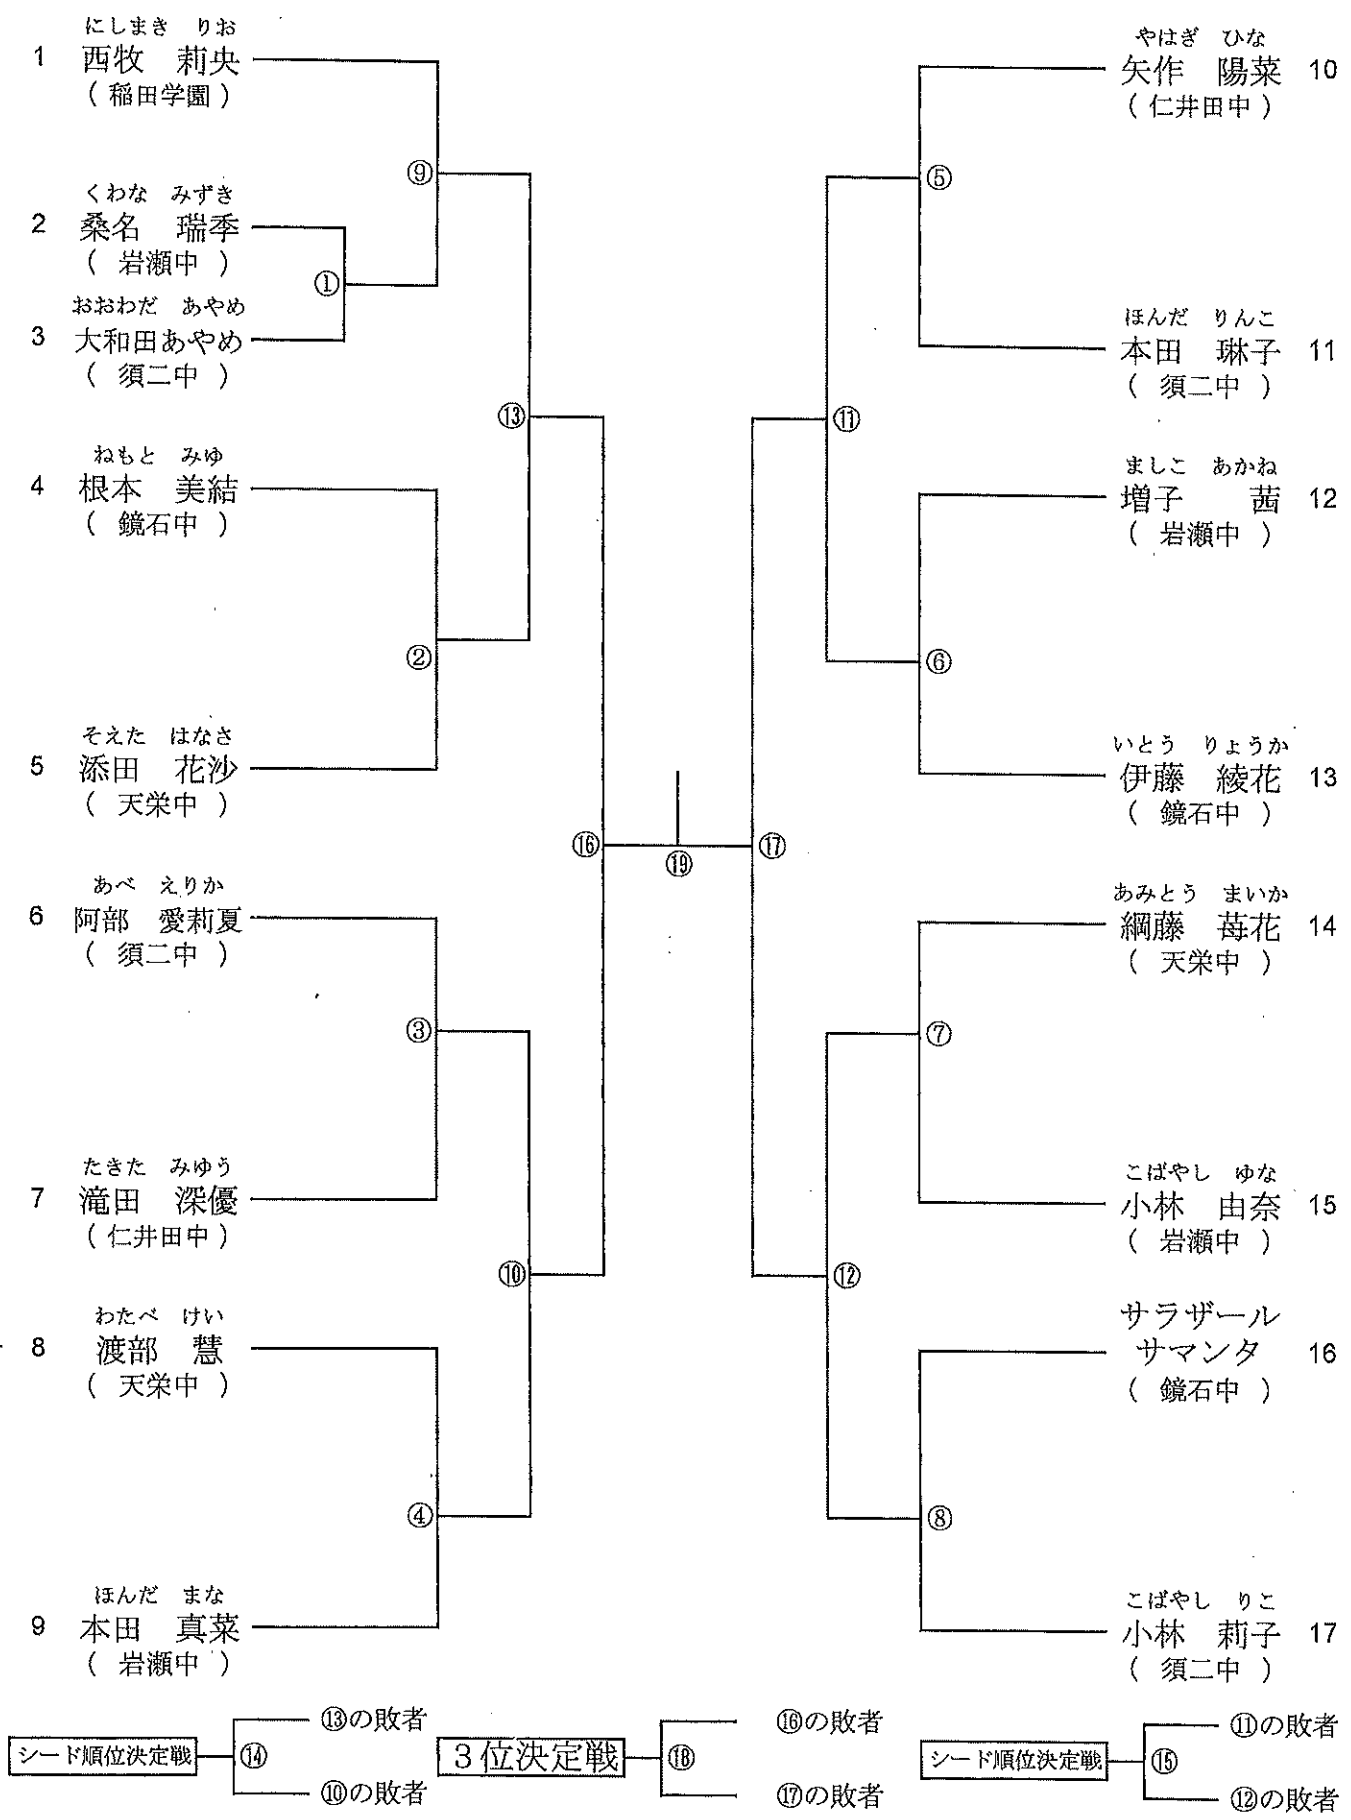 にしまき りお
1 西牧 莉央
( 稲田学園 )
⑨
くわな みずき
2 桑名 瑞季
( 岩瀬中 )
①
おおわだ あやめ
3 大和田あやめ
( 須二中 )
⑬
ねもと みゆ
4 根本 美結
( 鏡石中 )
②
そえた はなさ
5 添田 花沙
( 天栄中 )
⑯
⑲
あべ えりか
6 阿部 愛莉夏
( 須二中 )
③
たきた みゆう
7 滝田 深優
( 仁井田中 )
⑩
わたべ けい
8 渡部 慧
( 天栄中 )
④
ほんだ まな
9 本田 真菜
( 岩瀬中 )
やはぎ ひな
矢作 陽菜 10
( 仁井田中 )
⑤
ほんだ りんこ
本田 琳子 11
( 須二中 )
⑪
ましこ あかね
増子 茜 12
( 岩瀬中 )
⑥
いとう りょうか
伊藤 綾花 13
( 鏡石中 )
⑰
あみとう まいか
綱藤 苺花 14
( 天栄中 )
⑦
こばやし ゆな
小林 由奈 15
( 岩瀬中 )
⑫
サラザール
サマンタ 16
( 鏡石中 )
⑧
こばやし りこ
小林 莉子 17
( 須二中 )
⑬の敗者
シード順位決定戦 ⑭
⑩の敗者
⑯の敗者
3位決定戦 ⑱
⑰の敗者
⑪の敗者
シード順位決定戦 ⑮
⑫の敗者